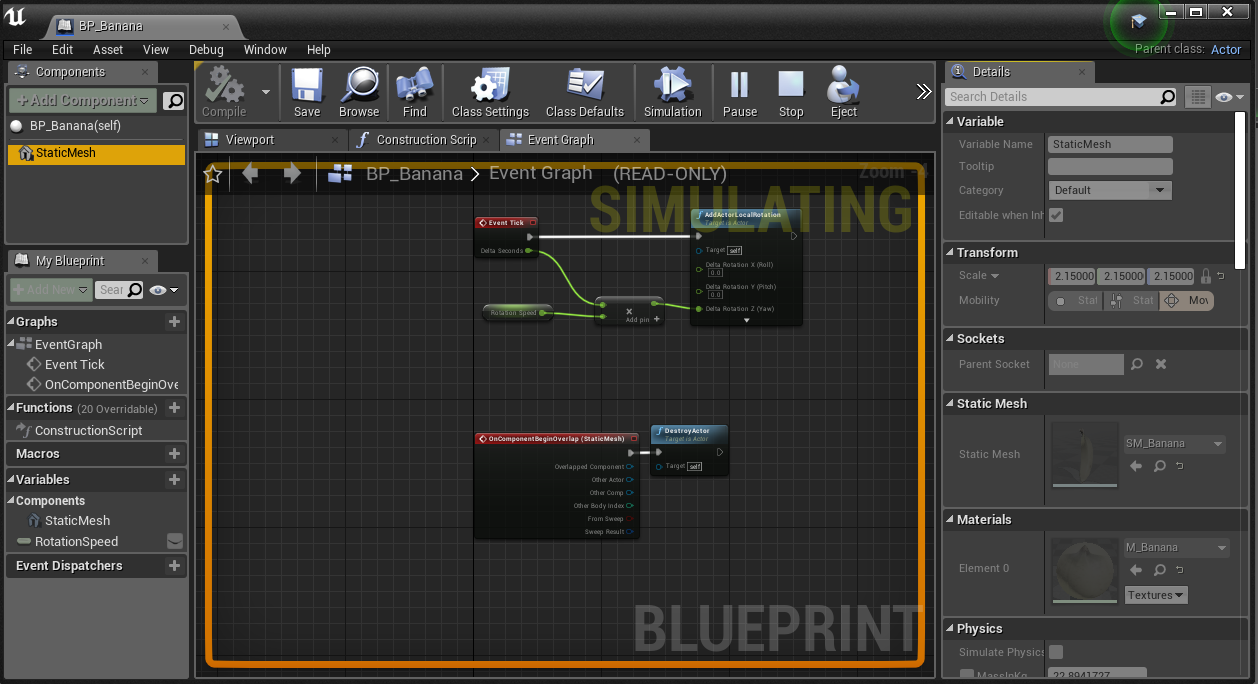 BP_Banana
File Edit Asset View Debug Window Help
Parent class: Actor
Components
+Add Component
BP_Banana(self)
StaticMesh
My Blueprint
+Add New
Sear
Graphs
EventGraph
Event Tick
OnComponentBeginOve
Functions (20 Overridable)
ConstructionScript
Macros
Variables
Components
StaticMesh
RotationSpeed
Event Dispatchers
Compile Save Browse Find Class Settings Class Defaults Simulation Pause Stop Eject
Viewport Construction Scrip Event Graph
BP_Banana > Event Graph (READ-ONLY)
Zoom -4
SIMULATING
Event Tick
Delta Seconds
Rotation Speed
Add pin +
AddActorLocalRotation
Target is Actor
Target self
Delta Rotation X (Roll)
0.0
Delta Rotation Y (Pitch)
0.0
Delta Rotation Z (Yaw)
OnComponentBeginOverlap (StaticMesh)
Overlapped Component
Other Actor
Other Comp
Other Body Index
From Sweep
Sweep Result
DestroyActor
Target is Actor
Target self
BLUEPRINT
Details
Search Details
Variable
Variable Name StaticMesh
Tooltip
Category Default
Editable when Inh
Transform
Scale 2.15000 2.15000 2.15000
Mobility Stat Stat Mov
Sockets
Parent Socket None
Static Mesh
Static Mesh SM_Banana
Materials
Element 0 M_Banana
Textures
Physics
Simulate Physics
MassInKg 22.8941727